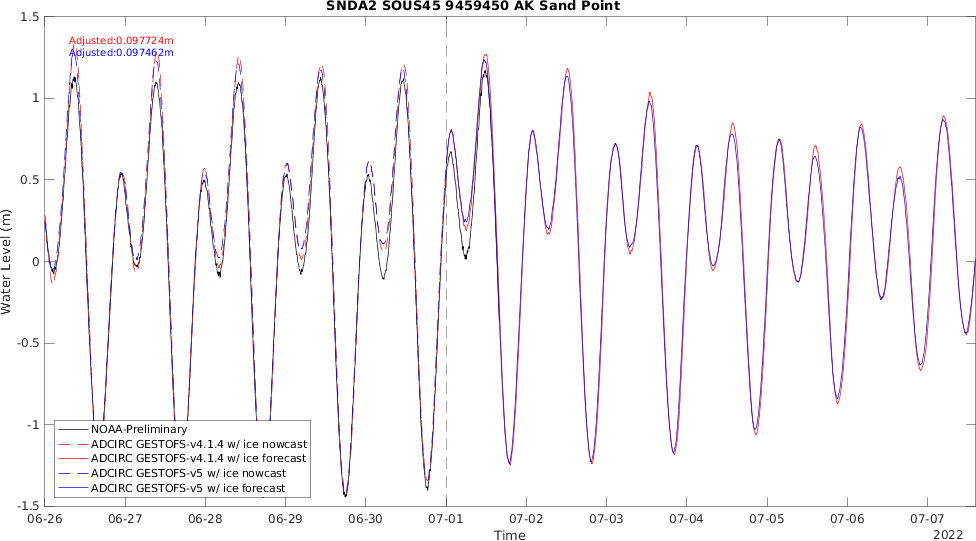 SNDA2 SOUS45 9459450 AK Sand Point
Adjusted:0.097724m
Adjusted:0.097462m
Water Level (m)
1.5
1
0.5
0
-0.5
-1
-1.5
NOAA-Preliminary
ADCIRC GESTOFS-v4.1.4 w/ ice nowcast
ADCIRC GESTOFS-v4.1.4 w/ ice forecast
ADCIRC GESTOFS-v5 w/ ice nowcast
ADCIRC GESTOFS-v5 w/ ice forecast
06-26 06-27 06-28 06-29 06-30 07-01 07-02 07-03 07-04 07-05 07-06 07-07
Time
2022